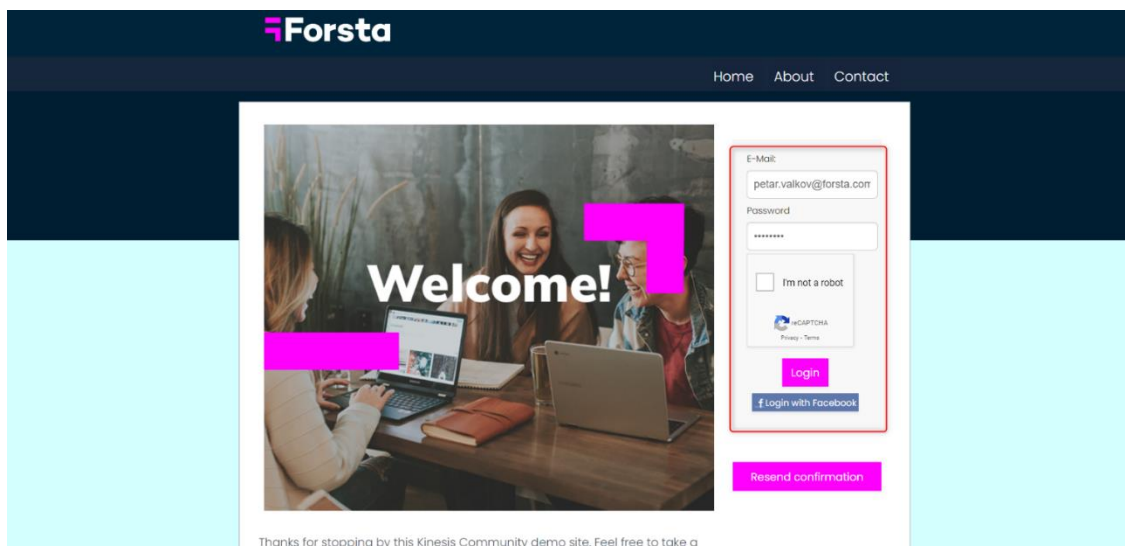 Forsta
Home About Contact
Welcome!
E-Mail:
petar.valkov@forsta.com
Password
••••••••
I'm not a robot
reCAPTCHA
Privacy - Terms
Login
f Login with Facebook
Resend confirmation
Thanks for stopping by this Kinesis Community demo site. Feel free to take a